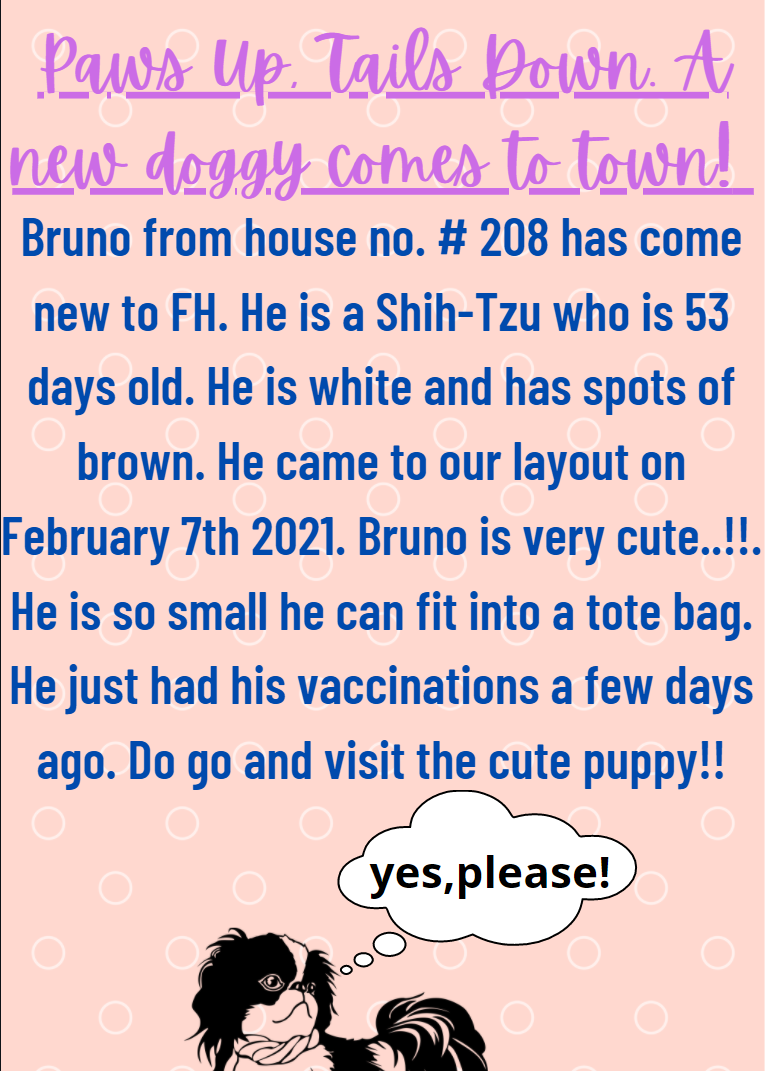 Paws Up, Tails Down. A
new doggy comes to town!
Bruno from house no. # 208 has come
new to FH. He is a Shih-Tzu who is 53
days old. He is white and has spots of
brown. He came to our layout on
February 7th 2021. Bruno is very cute..!!.
He is so small he can fit into a tote bag.
He just had his vaccinations a few days
ago. Do go and visit the cute puppy!!
yes,please!